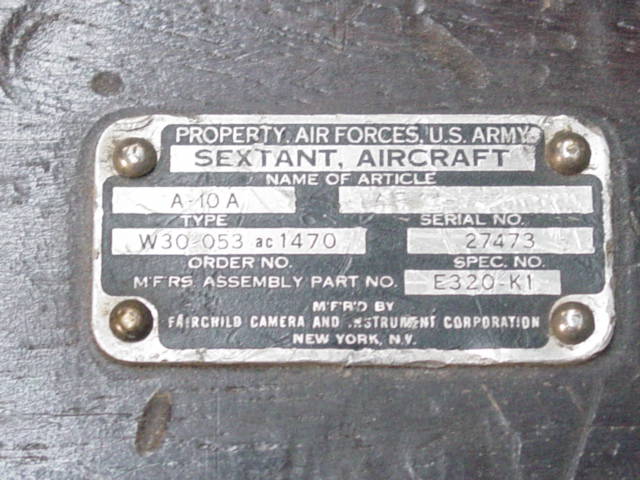 PROPERTY, AIR FORCES, U.S. ARMY
SEXTANT, AIRCRAFT
NAME OF ARTICLE
A-10 A
TYPE SERIAL NO.
W30-053 ac 1470 27473
ORDER NO. SPEC. NO.
M'F'RS. ASSEMBLY PART NO. E320-K1
M'F'R'D BY
FAIRCHILD CAMERA AND INSTRUMENT CORPORATION
NEW YORK, N.Y.